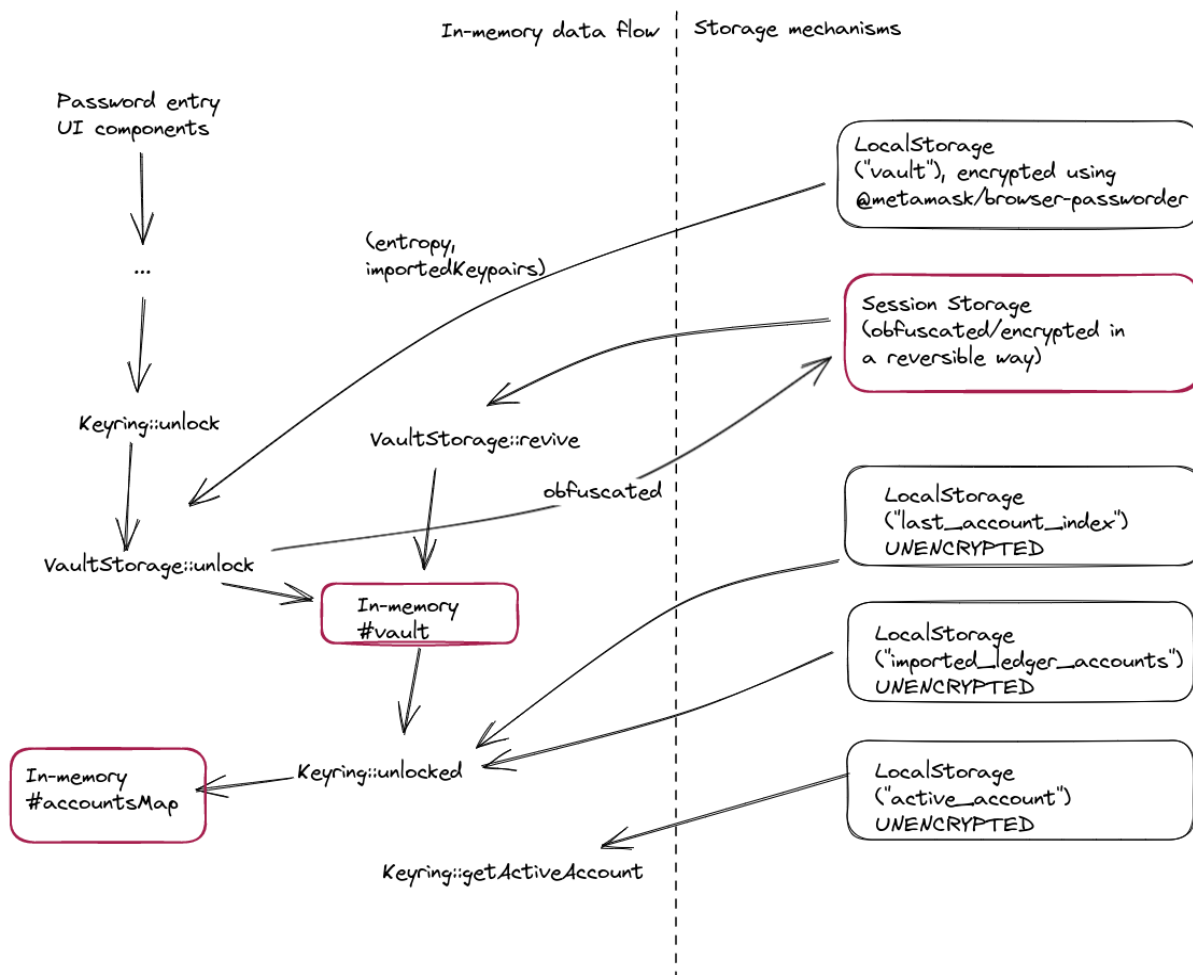 In-memory data flow
Storage mechanisms
Password entry
UI components
LocalStorage
("vault"), encrypted using
@metamask/browser-passworder
(entropy,
importedKeypairs)
...
Session Storage
(obfuscated/encrypted in
a reversible way)
Keyring::unlock
VaultStorage::revive
obfuscated
LocalStorage
("last_account_index")
UNENCRYPTED
VaultStorage::unlock
In-memory
#vault
LocalStorage
("imported_ledger_accounts")
UNENCRYPTED
Keyring::unlocked
In-memory
#accountsMap
LocalStorage
("active_account")
UNENCRYPTED
Keyring::getActiveAccount